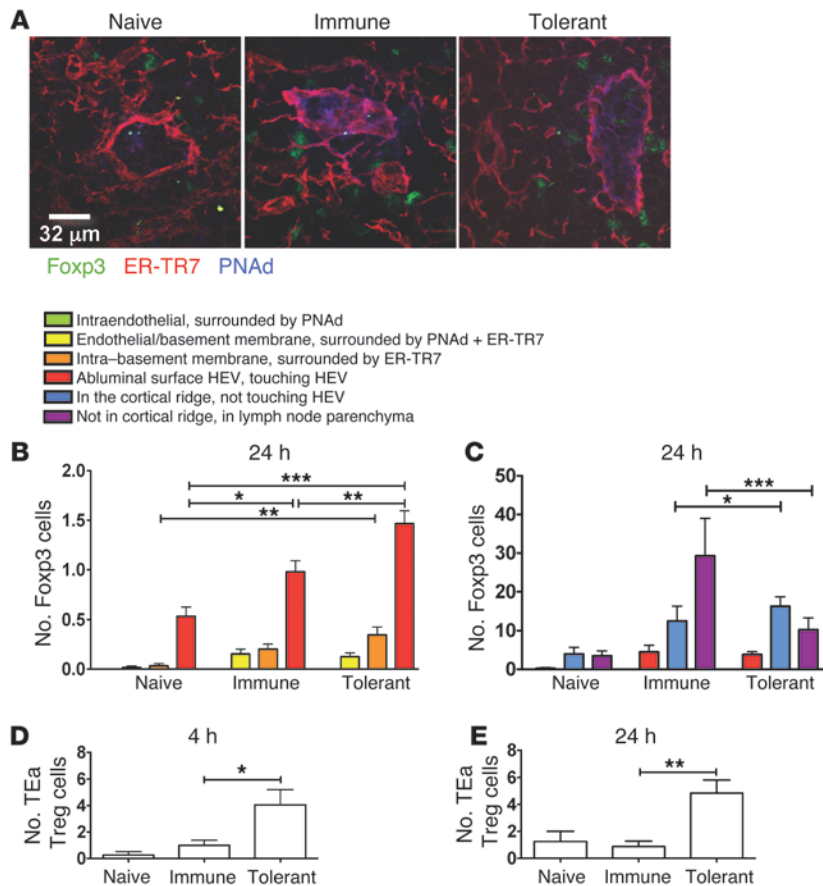 A
Naive Immune Tolerant
32 μm
Foxp3 ER-TR7 PNAd
Intraendothelial, surrounded by PNAd
Endothelial/basement membrane, surrounded by PNAd + ER-TR7
Intra–basement membrane, surrounded by ER-TR7
Abluminal surface HEV, touching HEV
In the cortical ridge, not touching HEV
Not in cortical ridge, in lymph node parenchyma
B
24 h
No. Foxp3 cells
2.0
1.5
1.0
0.5
0.0
***
*
**
**
Naive Immune Tolerant
C
24 h
No. Foxp3 cells
50
40
30
20
10
0
***
*
Naive Immune Tolerant
D
4 h
No. TEa
Treg cells
8
6
4
2
0
*
Naive Immune Tolerant
E
24 h
No. TEa
Treg cells
8
6
4
2
0
**
Naive Immune Tolerant